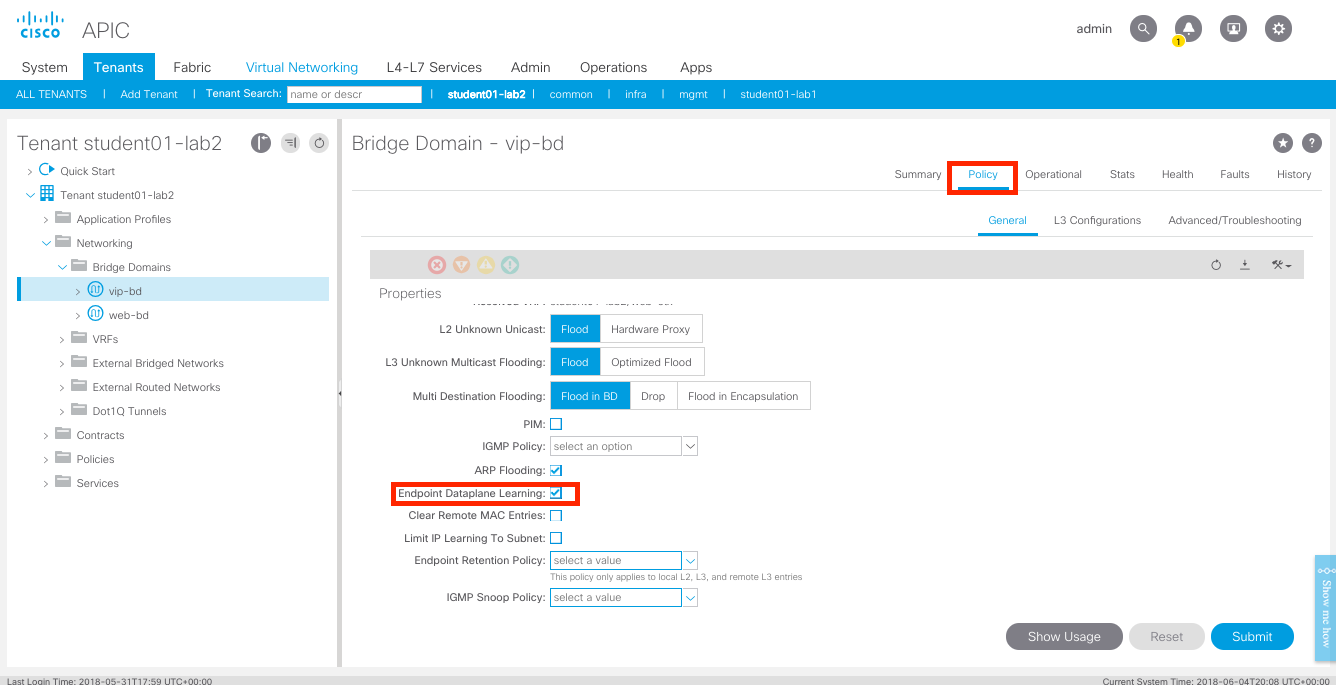 cisco APIC
admin
1
System Tenants Fabric Virtual Networking L4-L7 Services Admin Operations Apps
ALL TENANTS | Add Tenant | Tenant Search: name or descr | student01-lab2 | common | infra | mgmt | student01-lab1
Tenant student01-lab2
Quick Start
Tenant student01-lab2
Application Profiles
Networking
Bridge Domains
vip-bd
web-bd
VRFs
External Bridged Networks
External Routed Networks
Dot1Q Tunnels
Contracts
Policies
Services
Bridge Domain - vip-bd
Summary Policy Operational Stats Health Faults History
General L3 Configurations Advanced/Troubleshooting
Properties
L2 Unknown Unicast: Flood Hardware Proxy
L3 Unknown Multicast Flooding: Flood Optimized Flood
Multi Destination Flooding: Flood in BD Drop Flood in Encapsulation
PIM:
IGMP Policy: select an option
ARP Flooding:
Endpoint Dataplane Learning:
Clear Remote MAC Entries:
Limit IP Learning To Subnet:
Endpoint Retention Policy: select a value
This policy only applies to local L2, L3, and remote L3 entries
IGMP Snoop Policy: select a value
Show Usage Reset Submit
Show me how
Last Login Time: 2018-05-31T17:59 UTC+00:00
Current System Time: 2018-06-04T20:08 UTC+00:00